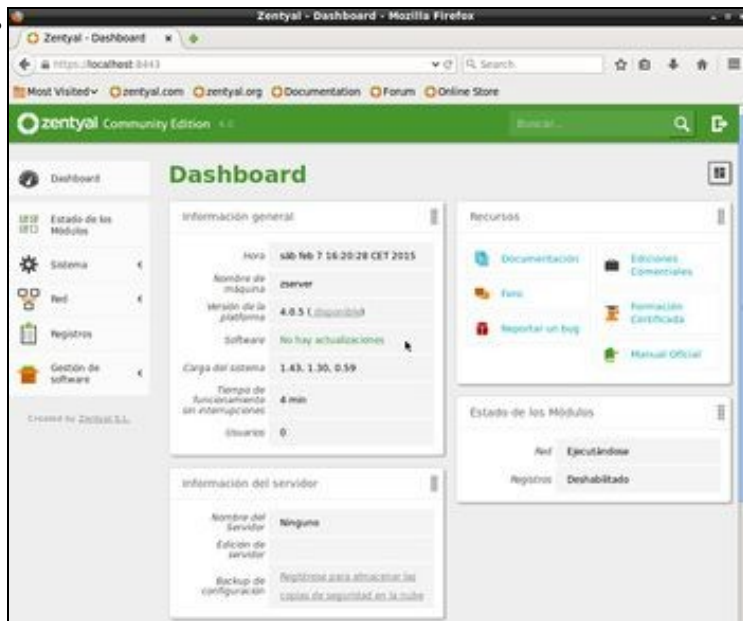 Zentyal - Dashboard - Mozilla Firefox
Zentyal - Dashboard
https://localhost:8443
Search
Most Visited
zentyal.com
zentyal.org
Documentation
Forum
Online Store
zentyal Community Edition 4.0
Buscar...
Dashboard
Estado de los Módulos
Sistema
Red
Registros
Gestión de software
Created by Zentyal S.L.
Dashboard
Información general
Hora sáb feb 7 16:20:28 CET 2015
Nombre de máquina zserver
Versión de la plataforma 4.0.5 ( disponible)
Software No hay actualizaciones
Carga del sistema 1.43, 1.30, 0.59
Tiempo de funcionamiento sin interrupciones 4 min
Usuarios 0
Información del servidor
Nombre del Servidor Ninguno
Edición de servidor
Backup de configuración Regístrese para almacenar las copias de seguridad en la nube
Recursos
Documentación
Ediciones Comerciales
Foro
Formación Certificada
Reportar un bug
Manual Oficial
Estado de los Módulos
Red Ejecutándose
Registros Deshabilitado